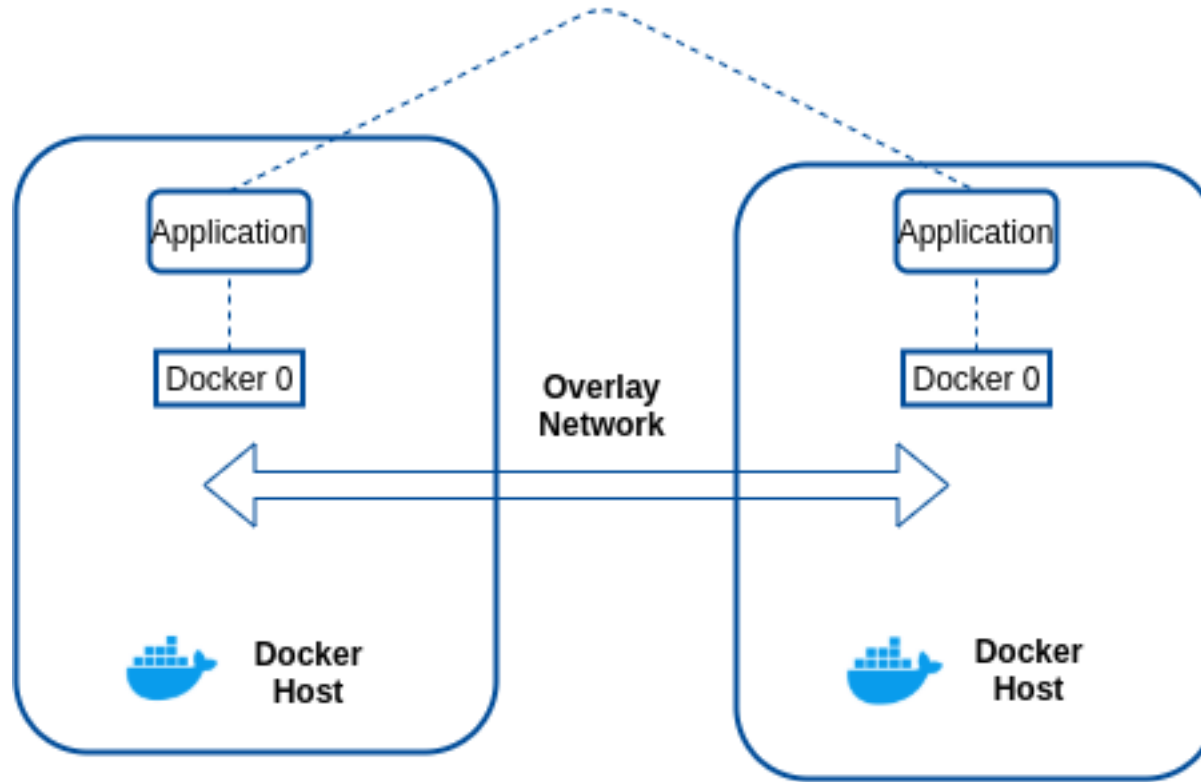 Application
Application
Docker 0
Docker 0
Overlay
Network
Docker
Host
Docker
Host